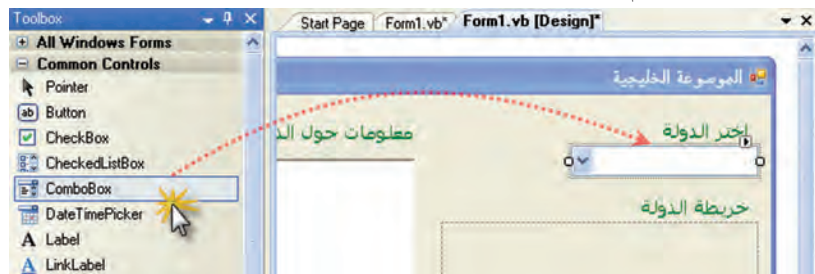 Toolbox
Start Page
Form1.vb*
Form1.vb [Design]*
All Windows Forms
Common Controls
Pointer
Button
CheckBox
CheckedListBox
ComboBox
DateTimePicker
A Label
A LinkLabel
الموسوعة الخليجية
إختر الدولة
معلومات حول الد
خريطة الدولة